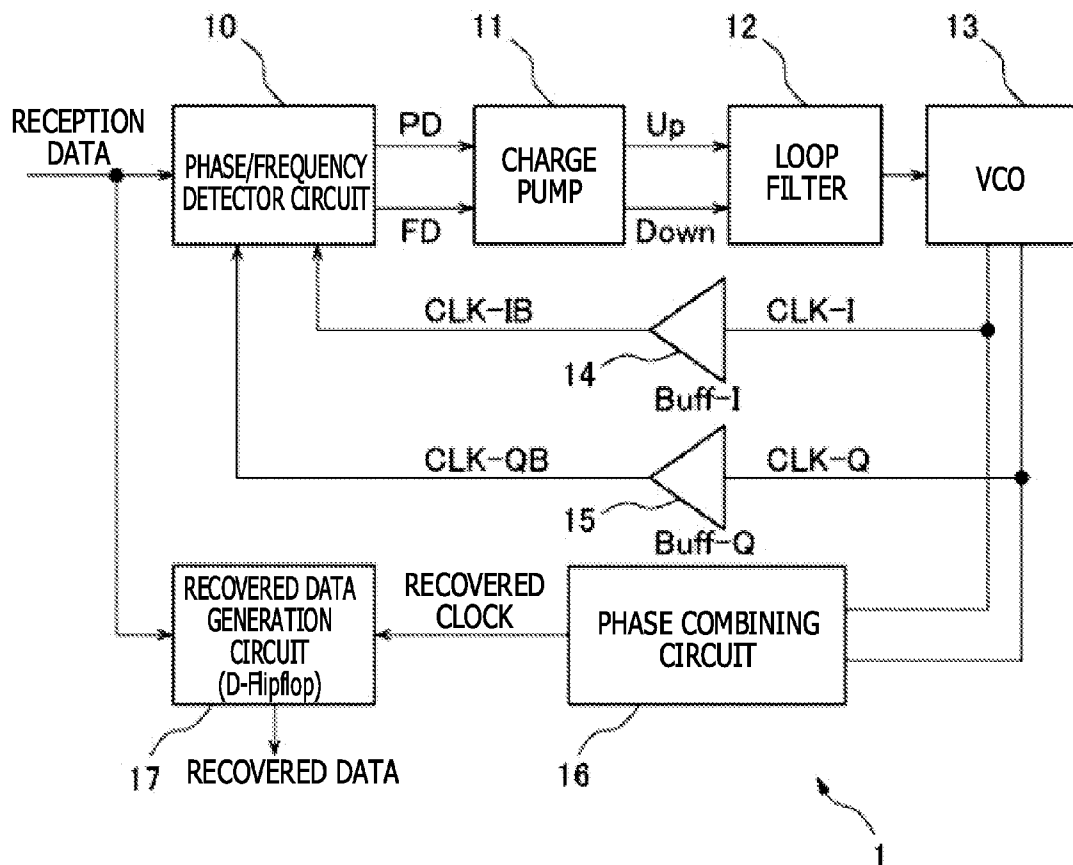 10
11
12
13
RECEPTION
DATA
PHASE/FREQUENCY
DETECTOR CIRCUIT
PD
FD
CHARGE
PUMP
Up
Down
LOOP
FILTER
VCO
CLK-IB
CLK-I
14
Buff-I
CLK-QB
CLK-Q
15
Buff-Q
RECOVERED DATA
GENERATION
CIRCUIT
(D-Flipflop)
RECOVERED
CLOCK
PHASE COMBINING
CIRCUIT
17
RECOVERED DATA
16
1